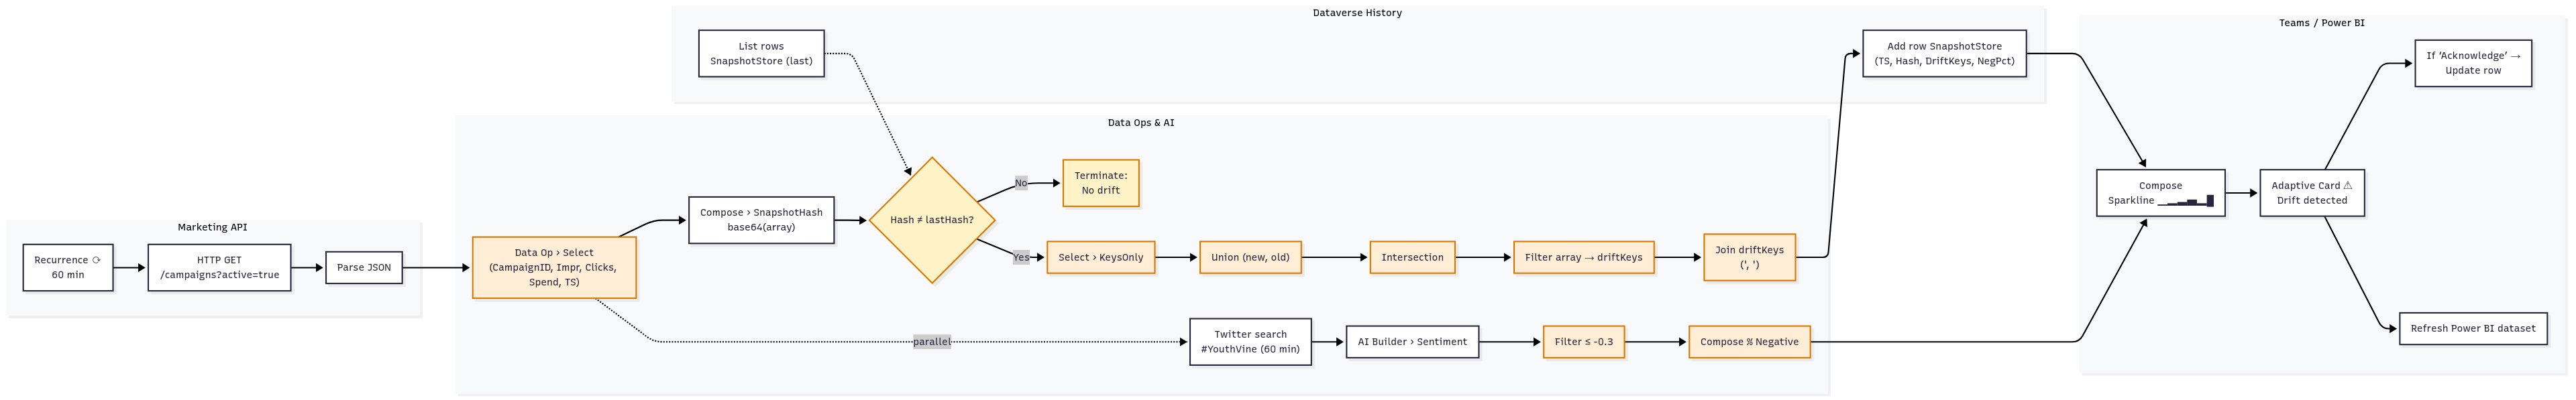 Marketing API
Recurrence ⟳
60 min
HTTP GET
/campaigns?active=true
Parse JSON
Data Ops & AI
Data Op › Select
(CampaignID, Impr, Clicks,
Spend, TS)
Compose › SnapshotHash
base64(array)
Hash ≠ lastHash?
No
Terminate:
No drift
Yes
Select › KeysOnly
Union (new, old)
Intersection
Filter array → driftKeys
Join driftKeys
(', ')
parallel
Twitter search
#YouthVine (60 min)
AI Builder › Sentiment
Filter ≤ -0.3
Compose % Negative
Dataverse History
List rows
SnapshotStore (last)
Add row SnapshotStore
(TS, Hash, DriftKeys, NegPct)
Teams / Power BI
Compose
Sparkline ▁▂▃▅▂█
Adaptive Card ⚠
Drift detected
If ‘Acknowledge’ →
Update row
Refresh Power BI dataset